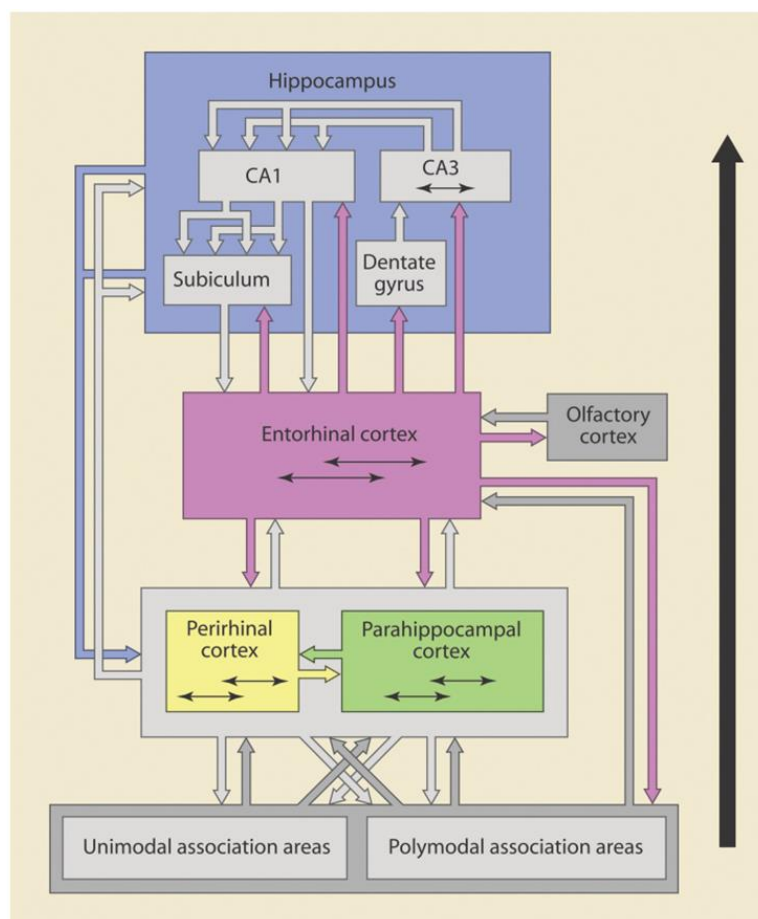 Hippocampus
CA1
CA3
Subiculum
Dentate
gyrus
Entorhinal cortex
Olfactory
cortex
Perirhinal
cortex
Parahippocampal
cortex
Unimodal association areas
Polymodal association areas